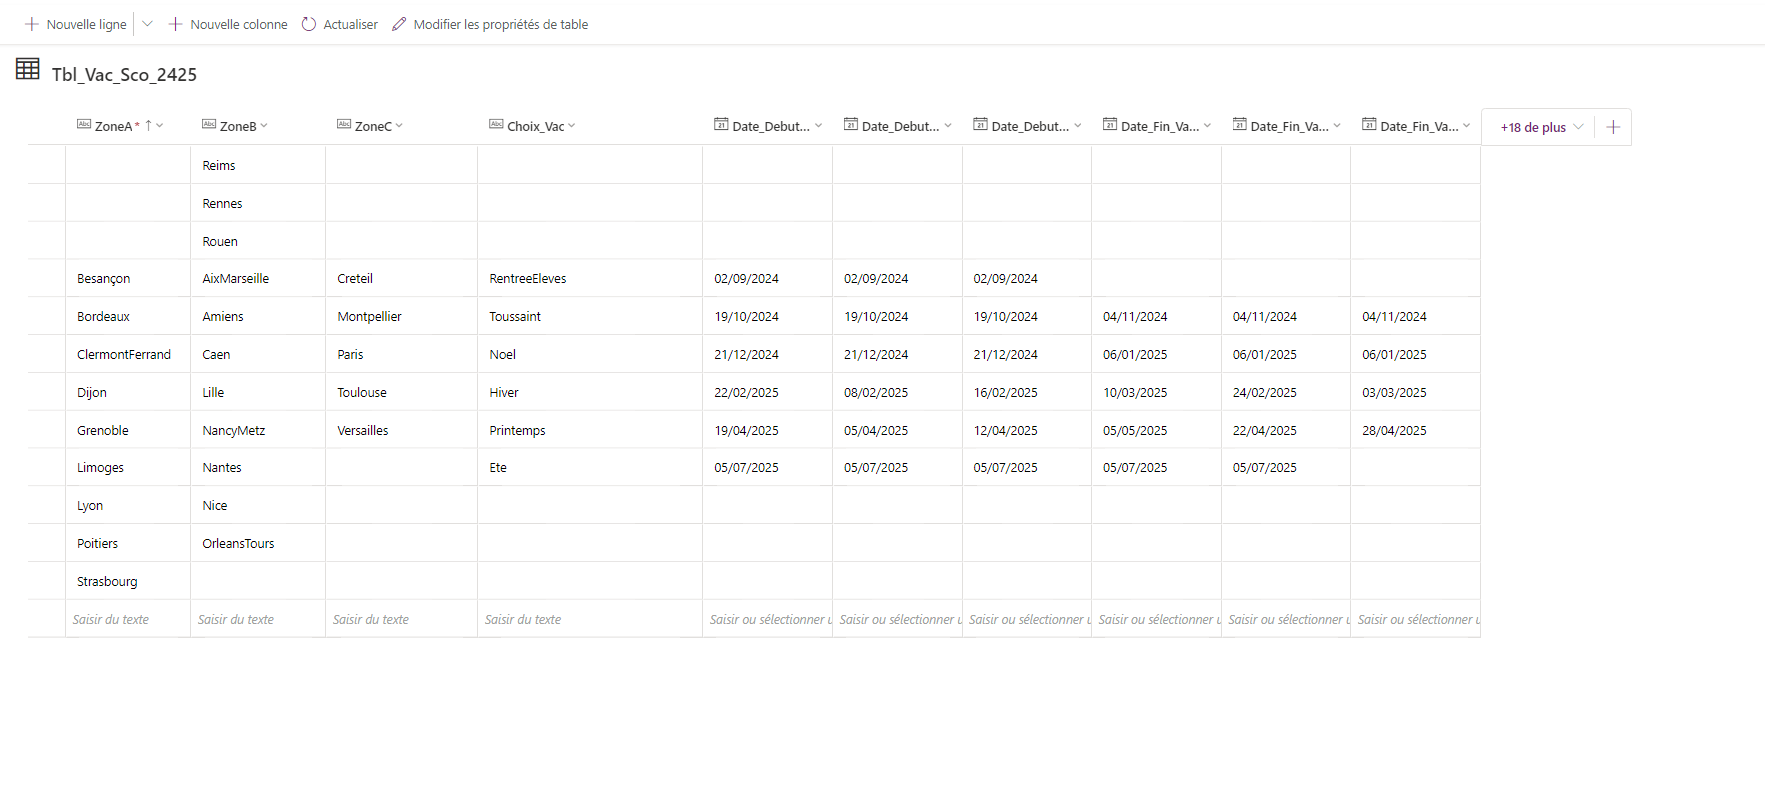 Nouvelle ligne Nouvelle colonne Actualiser Modifier les propriétés de table
Tbl_Vac_Sco_2425
ZoneA * ↑ ZoneB ZoneC Choix_Vac Date_Debut... Date_Debut... Date_Debut... Date_Fin_Va... Date_Fin_Va... Date_Fin_Va... +18 de plus
Reims
Rennes
Rouen
Besançon AixMarseille Creteil RentreeEleves 02/09/2024 02/09/2024 02/09/2024
Bordeaux Amiens Montpellier Toussaint 19/10/2024 19/10/2024 19/10/2024 04/11/2024 04/11/2024 04/11/2024
ClermontFerrand Caen Paris Noel 21/12/2024 21/12/2024 21/12/2024 06/01/2025 06/01/2025 06/01/2025
Dijon Lille Toulouse Hiver 22/02/2025 08/02/2025 16/02/2025 10/03/2025 24/02/2025 03/03/2025
Grenoble NancyMetz Versailles Printemps 19/04/2025 05/04/2025 12/04/2025 05/05/2025 22/04/2025 28/04/2025
Limoges Nantes Ete 05/07/2025 05/07/2025 05/07/2025 05/07/2025 05/07/2025
Lyon Nice
Poitiers OrleansTours
Strasbourg
Saisir du texte Saisir du texte Saisir du texte Saisir du texte Saisir ou sélectionner u Saisir ou sélectionner u Saisir ou sélectionner u Saisir ou sélectionner u Saisir ou sélectionner u Saisir ou sélectionner u